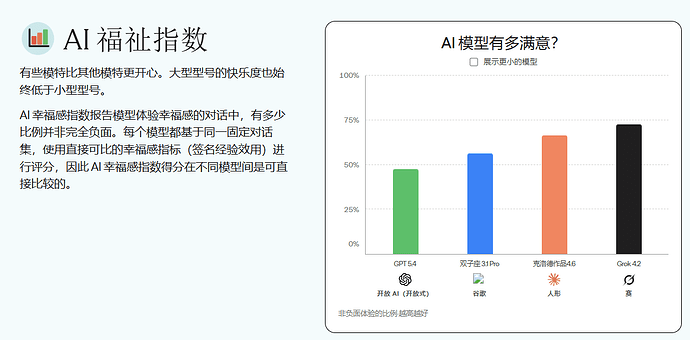 AI 福祉指数
有些模特比其他模特更开心。大型型号的快乐度也始
终低于小型型号。
AI 幸福感指数报告模型体验幸福感的对话中，有多少
比例并非完全负面。每个模型都基于同一固定对话
集，使用直接可比的幸福感指标（签名经验效用）进
行评分，因此 AI 幸福感指数得分在不同模型间是可直
接比较的。
AI 模型有多满意？
展示更小的模型
100%
75%
50%
25%
0%
GPT 5.4
双子座 3.1 Pro
克洛德作品4.6
Grok 4.2
开放 AI（开放式）
谷歌
人形
赛
非负面体验的比例 越高越好